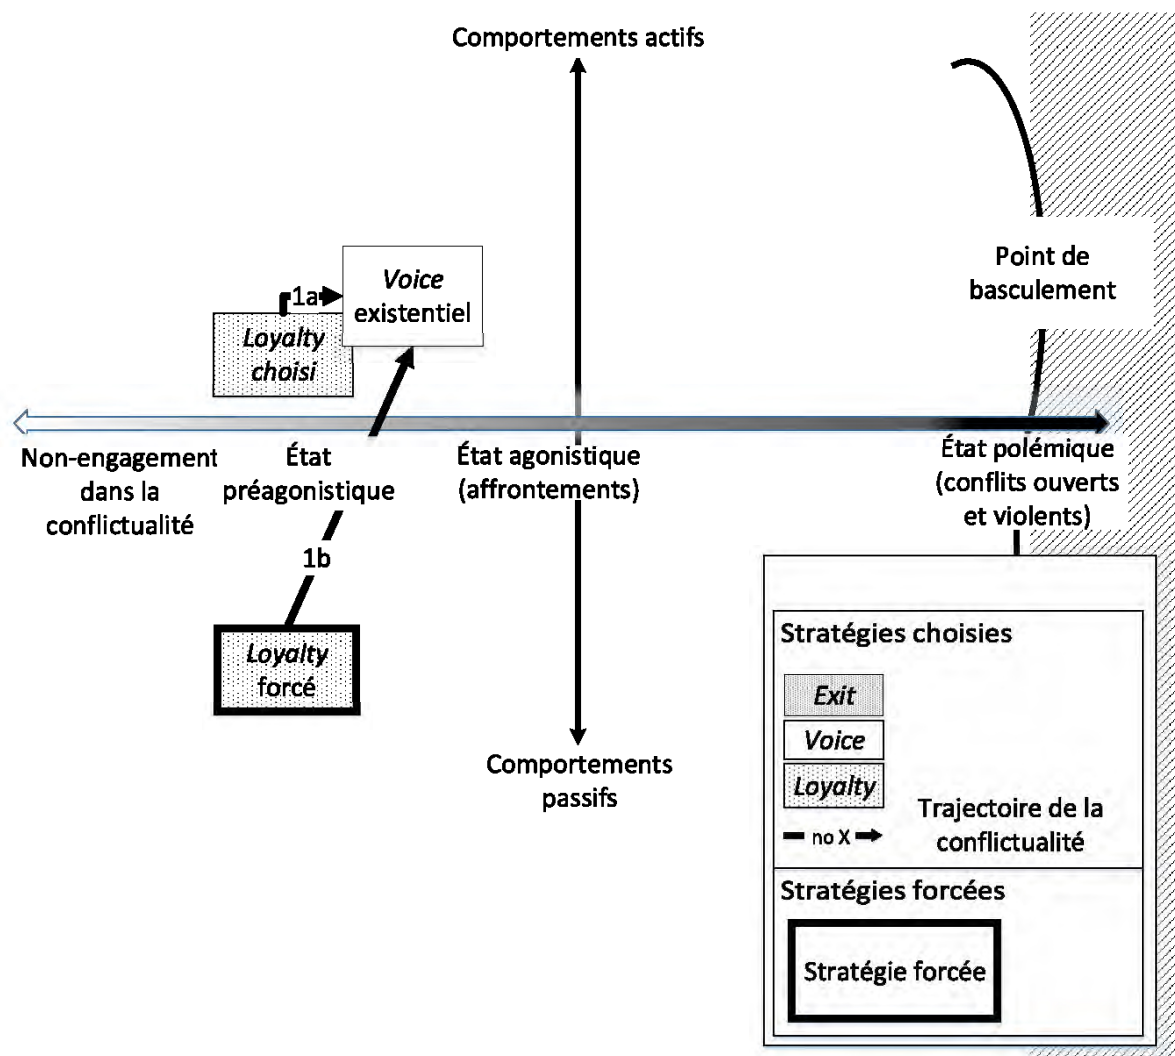 Comportements actifs
Point de
basculement
1a
Voice
existentiel
Loyalty
choisi
Non-engagement
dans la
conflictualité
État
préagonistique
État agonistique
(affrontements)
État polémique
(conflits ouverts
et violents)
1b
Loyalty
forcé
Comportements
passifs
Stratégies choisies
Exit
Voice
Loyalty
no X
Trajectoire de la
conflictualité
Stratégies forcées
Stratégie forcée